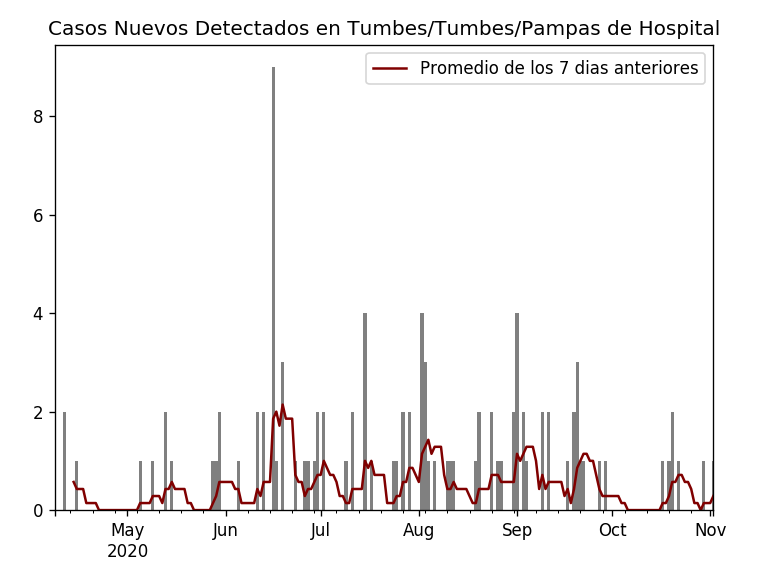 Casos Nuevos Detectados en Tumbes/Tumbes/Pampas de Hospital
Promedio de los 7 dias anteriores
8
6
4
2
0
May Jun Jul Aug Sep Oct Nov
2020